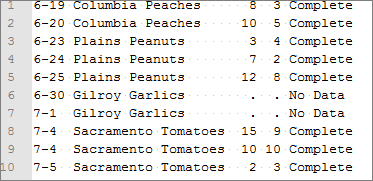 1 6-19 Columbia Peaches 8 3 Complete
2 6-20 Columbia Peaches 10 5 Complete
3 6-23 Plains Peanuts 3 4 Complete
4 6-24 Plains Peanuts 7 2 Complete
5 6-25 Plains Peanuts 12 8 Complete
6 6-30 Gilroy Garlics . . No Data
7 7-1 Gilroy Garlics . . No Data
8 7-4 Sacramento Tomatoes 15 9 Complete
9 7-4 Sacramento Tomatoes 10 10 Complete
10 7-5 Sacramento Tomatoes 2 3 Complete